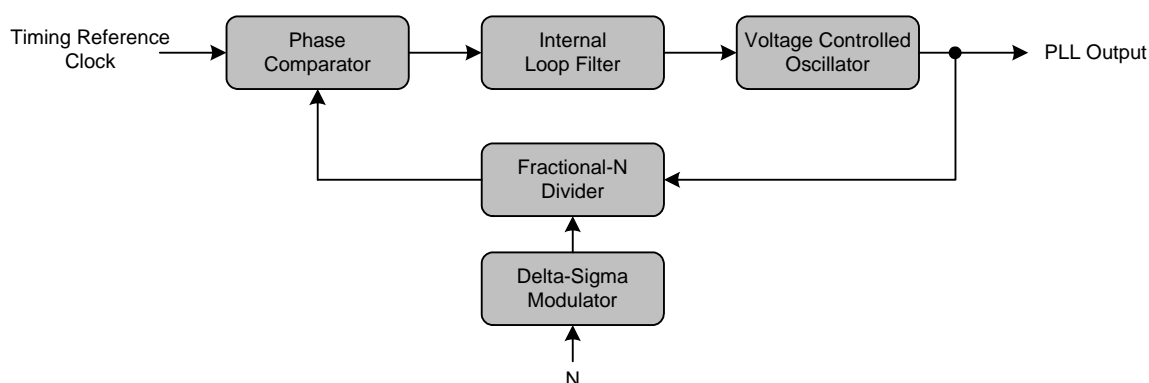 Timing Reference
Clock
Phase
Comparator
Internal
Loop Filter
Voltage Controlled
Oscillator
PLL Output
Fractional-N
Divider
Delta-Sigma
Modulator
N